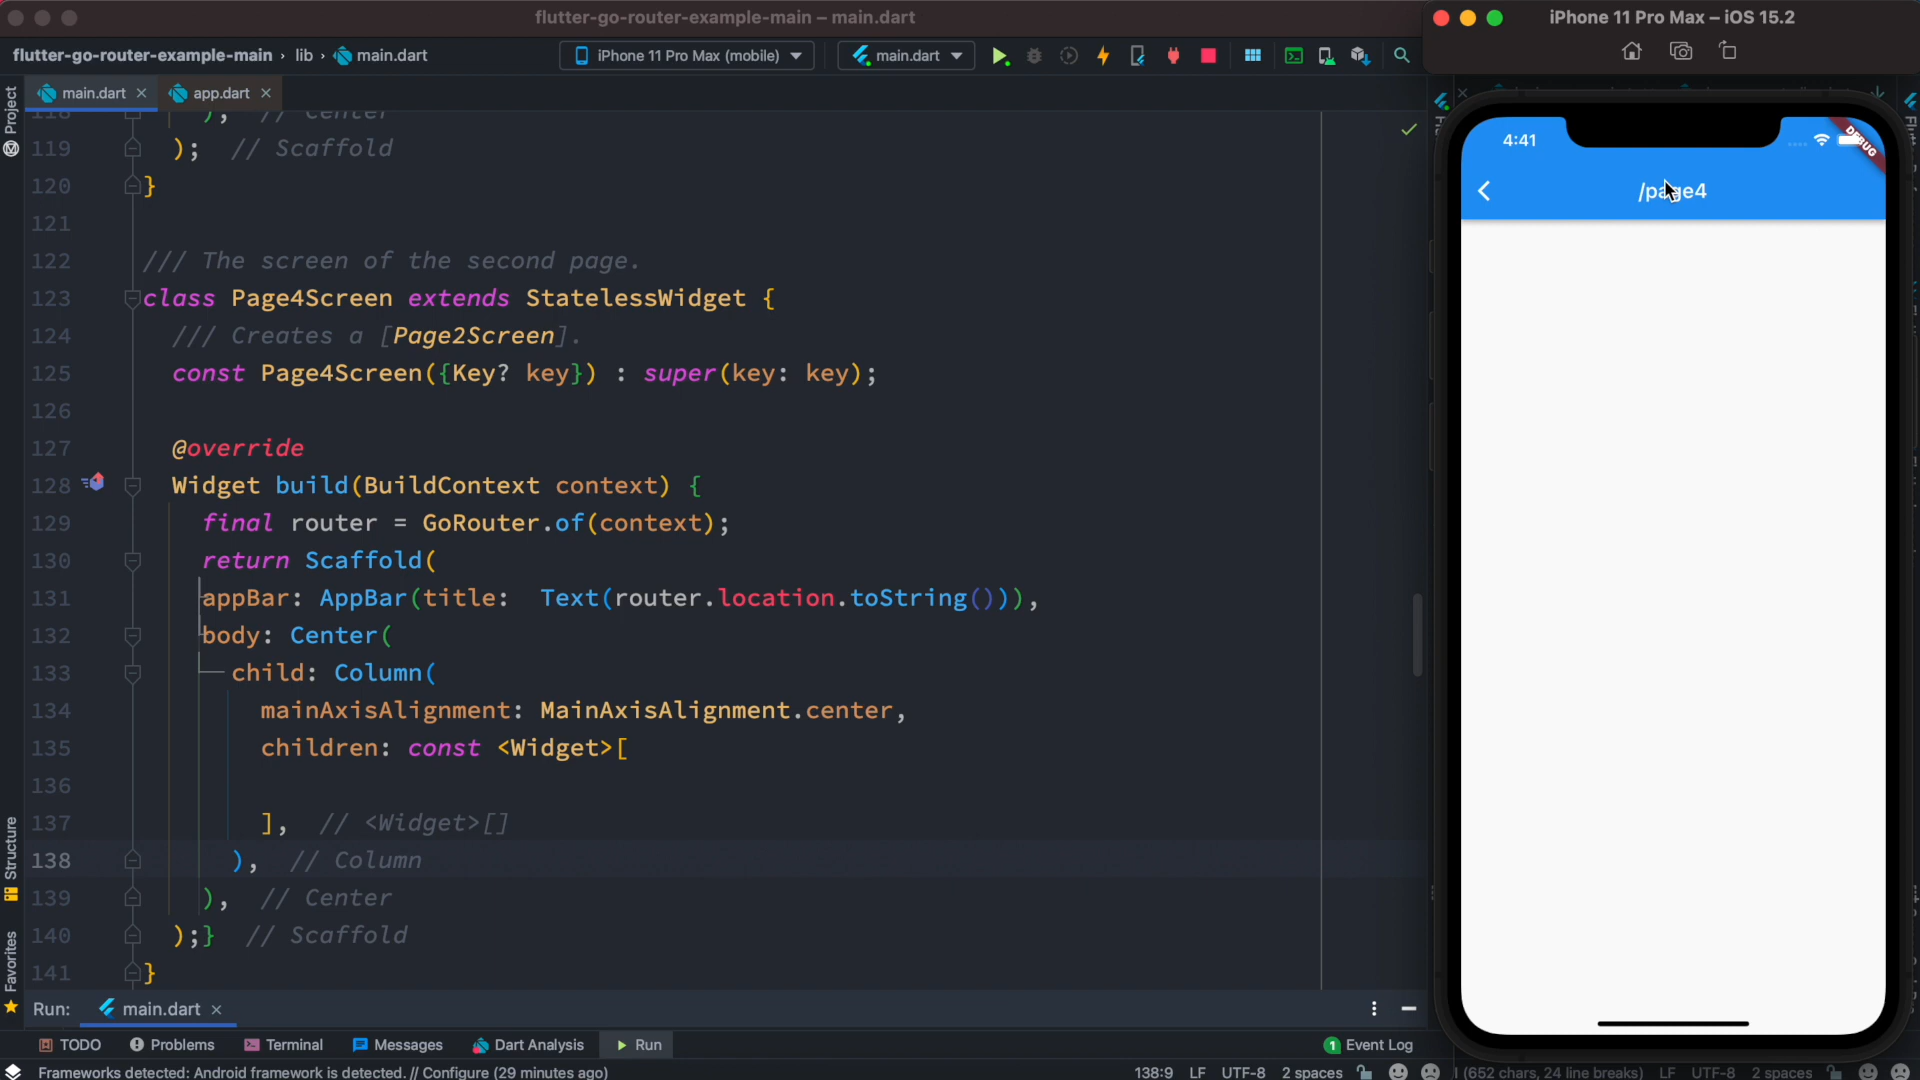 flutter-go-router-example-main – main.dart
iPhone 11 Pro Max – iOS 15.2
flutter-go-router-example-main › lib › main.dart
iPhone 11 Pro Max (mobile)
main.dart
main.dart
app.dart
Project
118 ), // Center
119 ); // Scaffold
120 }
121
122 /// The screen of the second page.
123 class Page4Screen extends StatelessWidget {
124 /// Creates a [Page2Screen].
125 const Page4Screen({Key? key}) : super(key: key);
126
127 @override
128 Widget build(BuildContext context) {
129 final router = GoRouter.of(context);
130 return Scaffold(
131 appBar: AppBar(title:  Text(router.location.toString())),
132 body: Center(
133 child: Column(
134 mainAxisAlignment: MainAxisAlignment.center,
135 children: const <Widget>[
136
137 ], // <Widget>[]
138 ), // Column
139 ), // Center
140 );} // Scaffold
141 }
Structure
Favorites
4:41
DEBUG
/page4
Run: main.dart
TODO
Problems
Terminal
Messages
Dart Analysis
Run
1 Event Log
Frameworks detected: Android framework is detected. // Configure (29 minutes ago)
138:9 LF UTF-8 2 spaces
(652 chars, 24 line breaks) LF UTF-8 2 spaces